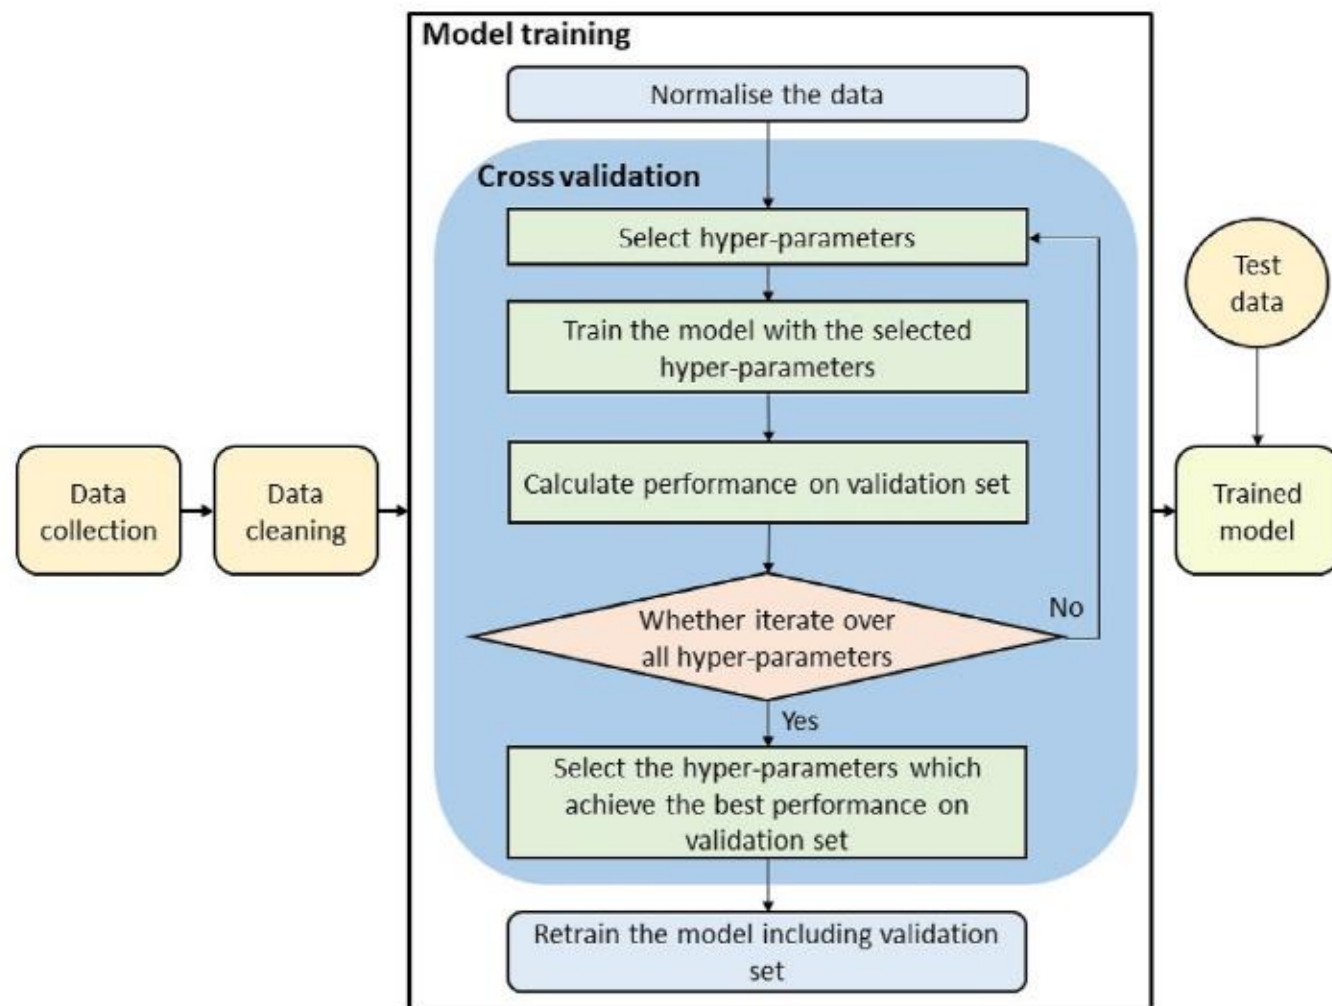 Model training
Normalise the data
Cross validation
Select hyper-parameters
Train the model with the selected
hyper-parameters
Calculate performance on validation set
Whether iterate over
all hyper-parameters
No
Yes
Select the hyper-parameters which
achieve the best performance on
validation set
Retrain the model including validation
set
Data
collection
Data
cleaning
Test
data
Trained
model